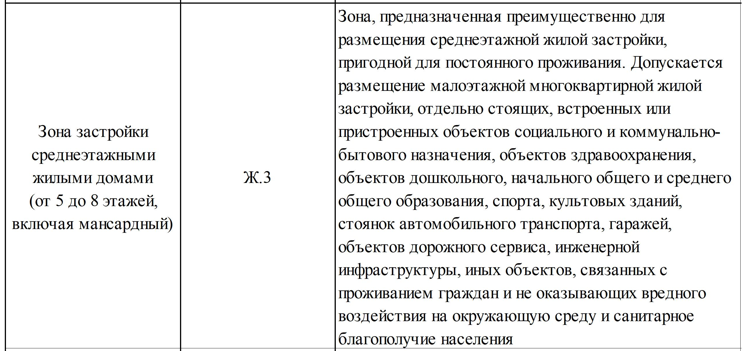 Зона застройки
среднеэтажными
жилыми домами
(от 5 до 8 этажей,
включая мансардный)
Ж.3
Зона, предназначенная преимущественно для
размещения среднеэтажной жилой застройки,
пригодной для постоянного проживания. Допускается
размещение малоэтажной многоквартирной жилой
застройки, отдельно стоящих, встроенных или
пристроенных объектов социального и коммунально-
бытового назначения, объектов здравоохранения,
объектов дошкольного, начального общего и среднего
общего образования, спорта, культовых зданий,
стоянок автомобильного транспорта, гаражей,
объектов дорожного сервиса, инженерной
инфраструктуры, иных объектов, связанных с
проживанием граждан и не оказывающих вредного
воздействия на окружающую среду и санитарное
благополучие населения